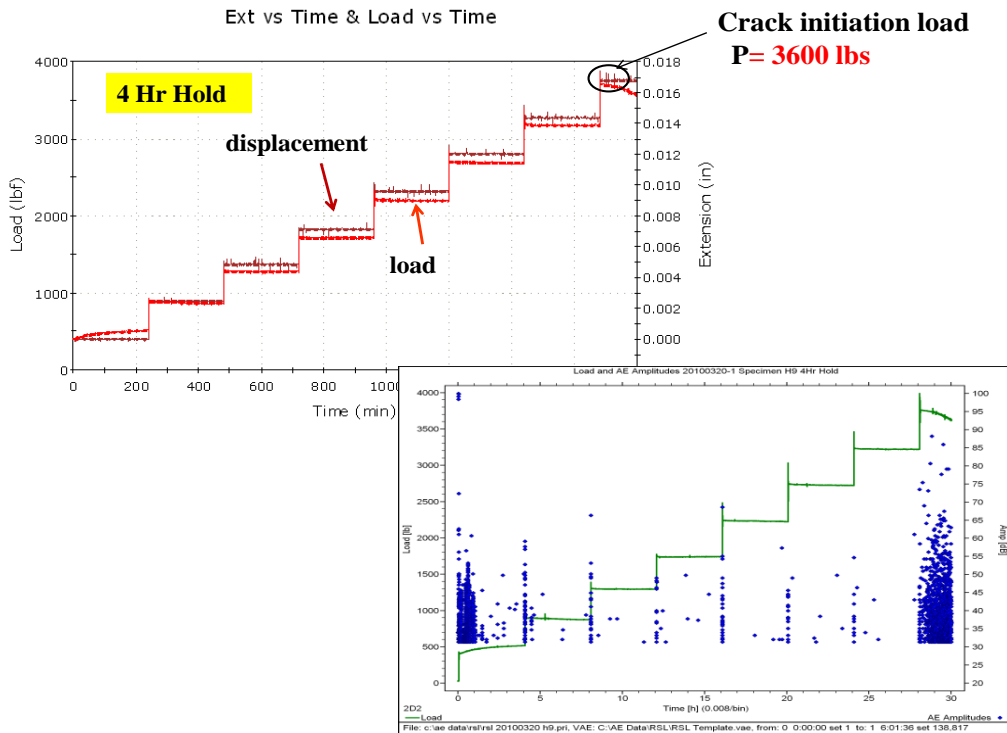 Ext vs Time & Load vs Time
Crack initiation load
P= 3600 lbs
4 Hr Hold
displacement
load
Load (lbf)
4000
3000
2000
1000
0
Extension (in)
0.018
0.016
0.014
0.012
0.010
0.009
0.007
0.005
0.004
0.002
0.000
0 200 400 600 800 1000
Time (min)
Load and AE Amplitudes 20100320-1 Specimen H9 4Hr Hold
Load [lb]
4000
3500
3000
2500
2000
1500
1000
500
0
Amp [dB]
100
95
90
85
80
75
70
65
60
55
50
45
40
35
30
25
20
0 5 10 15 20 25 30
2D2
Time [h] (0.008/bin)
Load
AE Amplitudes
File: c:\ae data\rsl\rsl 20100320 h9.pri, VAE: C:\AE Data\RSL\RSL Template.vae, from: 0 0:00:00 set 1 to: 1 6:01:36 set 138,817